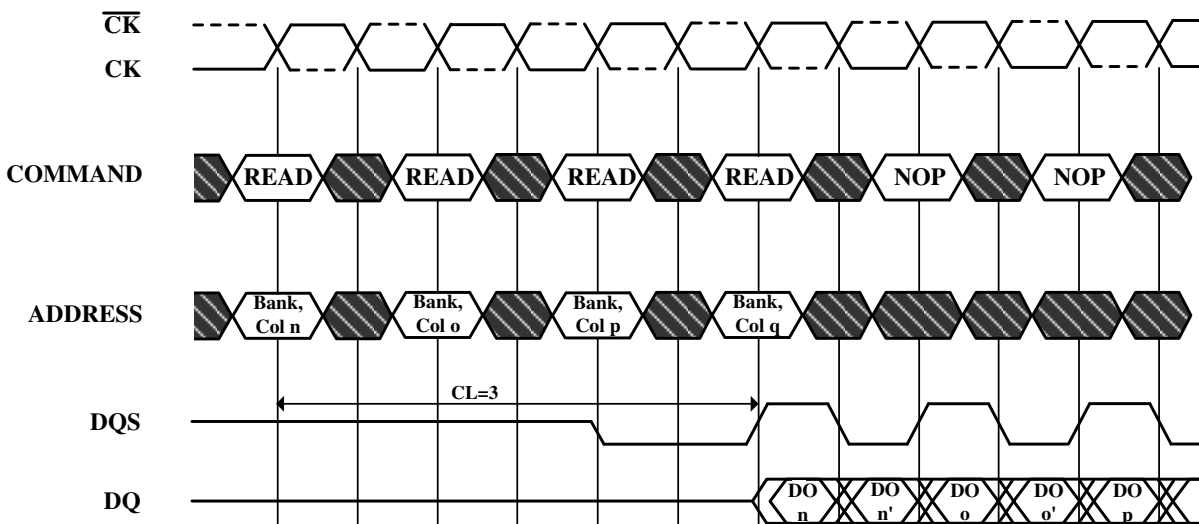 CK
CK
COMMAND READ READ READ READ NOP NOP
ADDRESS Bank, Col n Bank, Col o Bank, Col p Bank, Col q
CL=3
DQS
DQ DO n DO n' DO o DO o' DO p